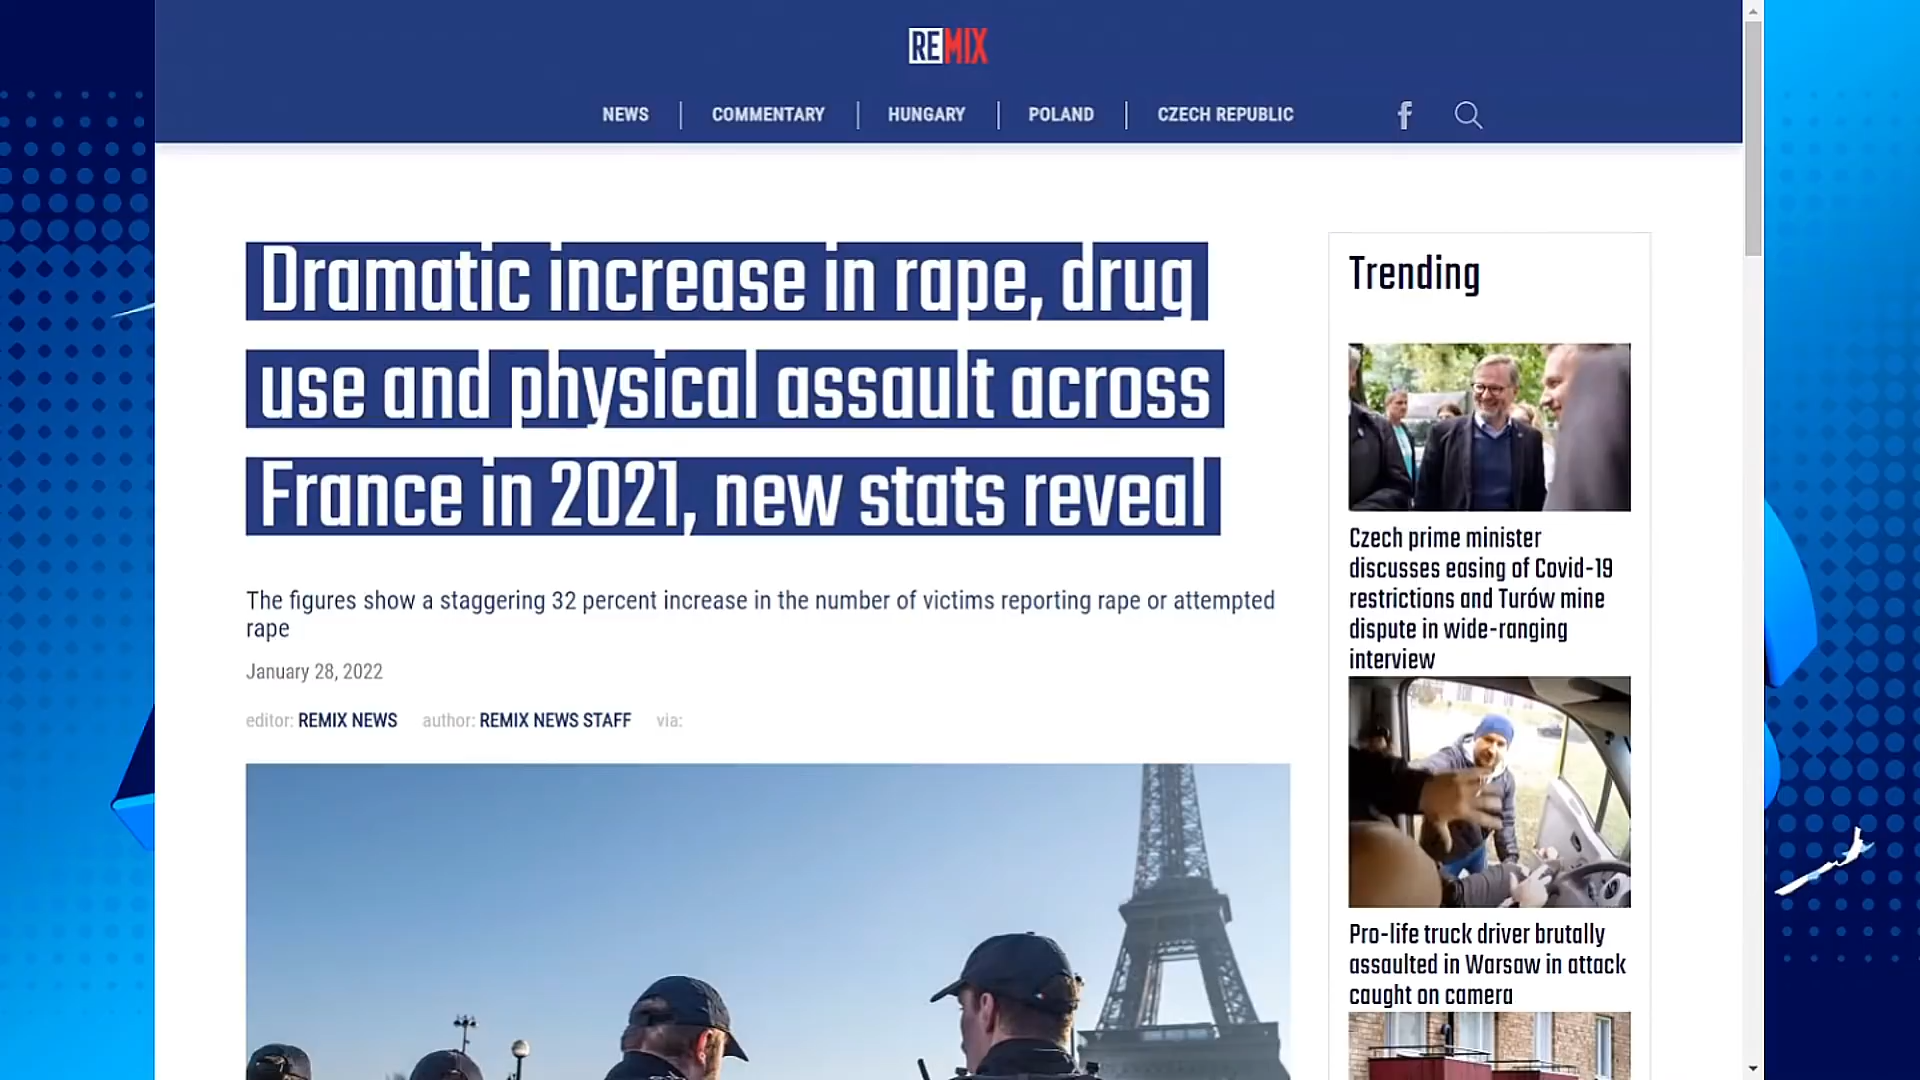 REMIX
NEWS
COMMENTARY
HUNGARY
POLAND
CZECH REPUBLIC
Dramatic increase in rape, drug
use and physical assault across
France in 2021, new stats reveal
The figures show a staggering 32 percent increase in the number of victims reporting rape or attempted
rape
January 28, 2022
editor: REMIX NEWS author: REMIX NEWS STAFF via:
Trending
Czech prime minister
discusses easing of Covid-19
restrictions and Turów mine
dispute in wide-ranging
interview
Pro-life truck driver brutally
assaulted in Warsaw in attack
caught on camera